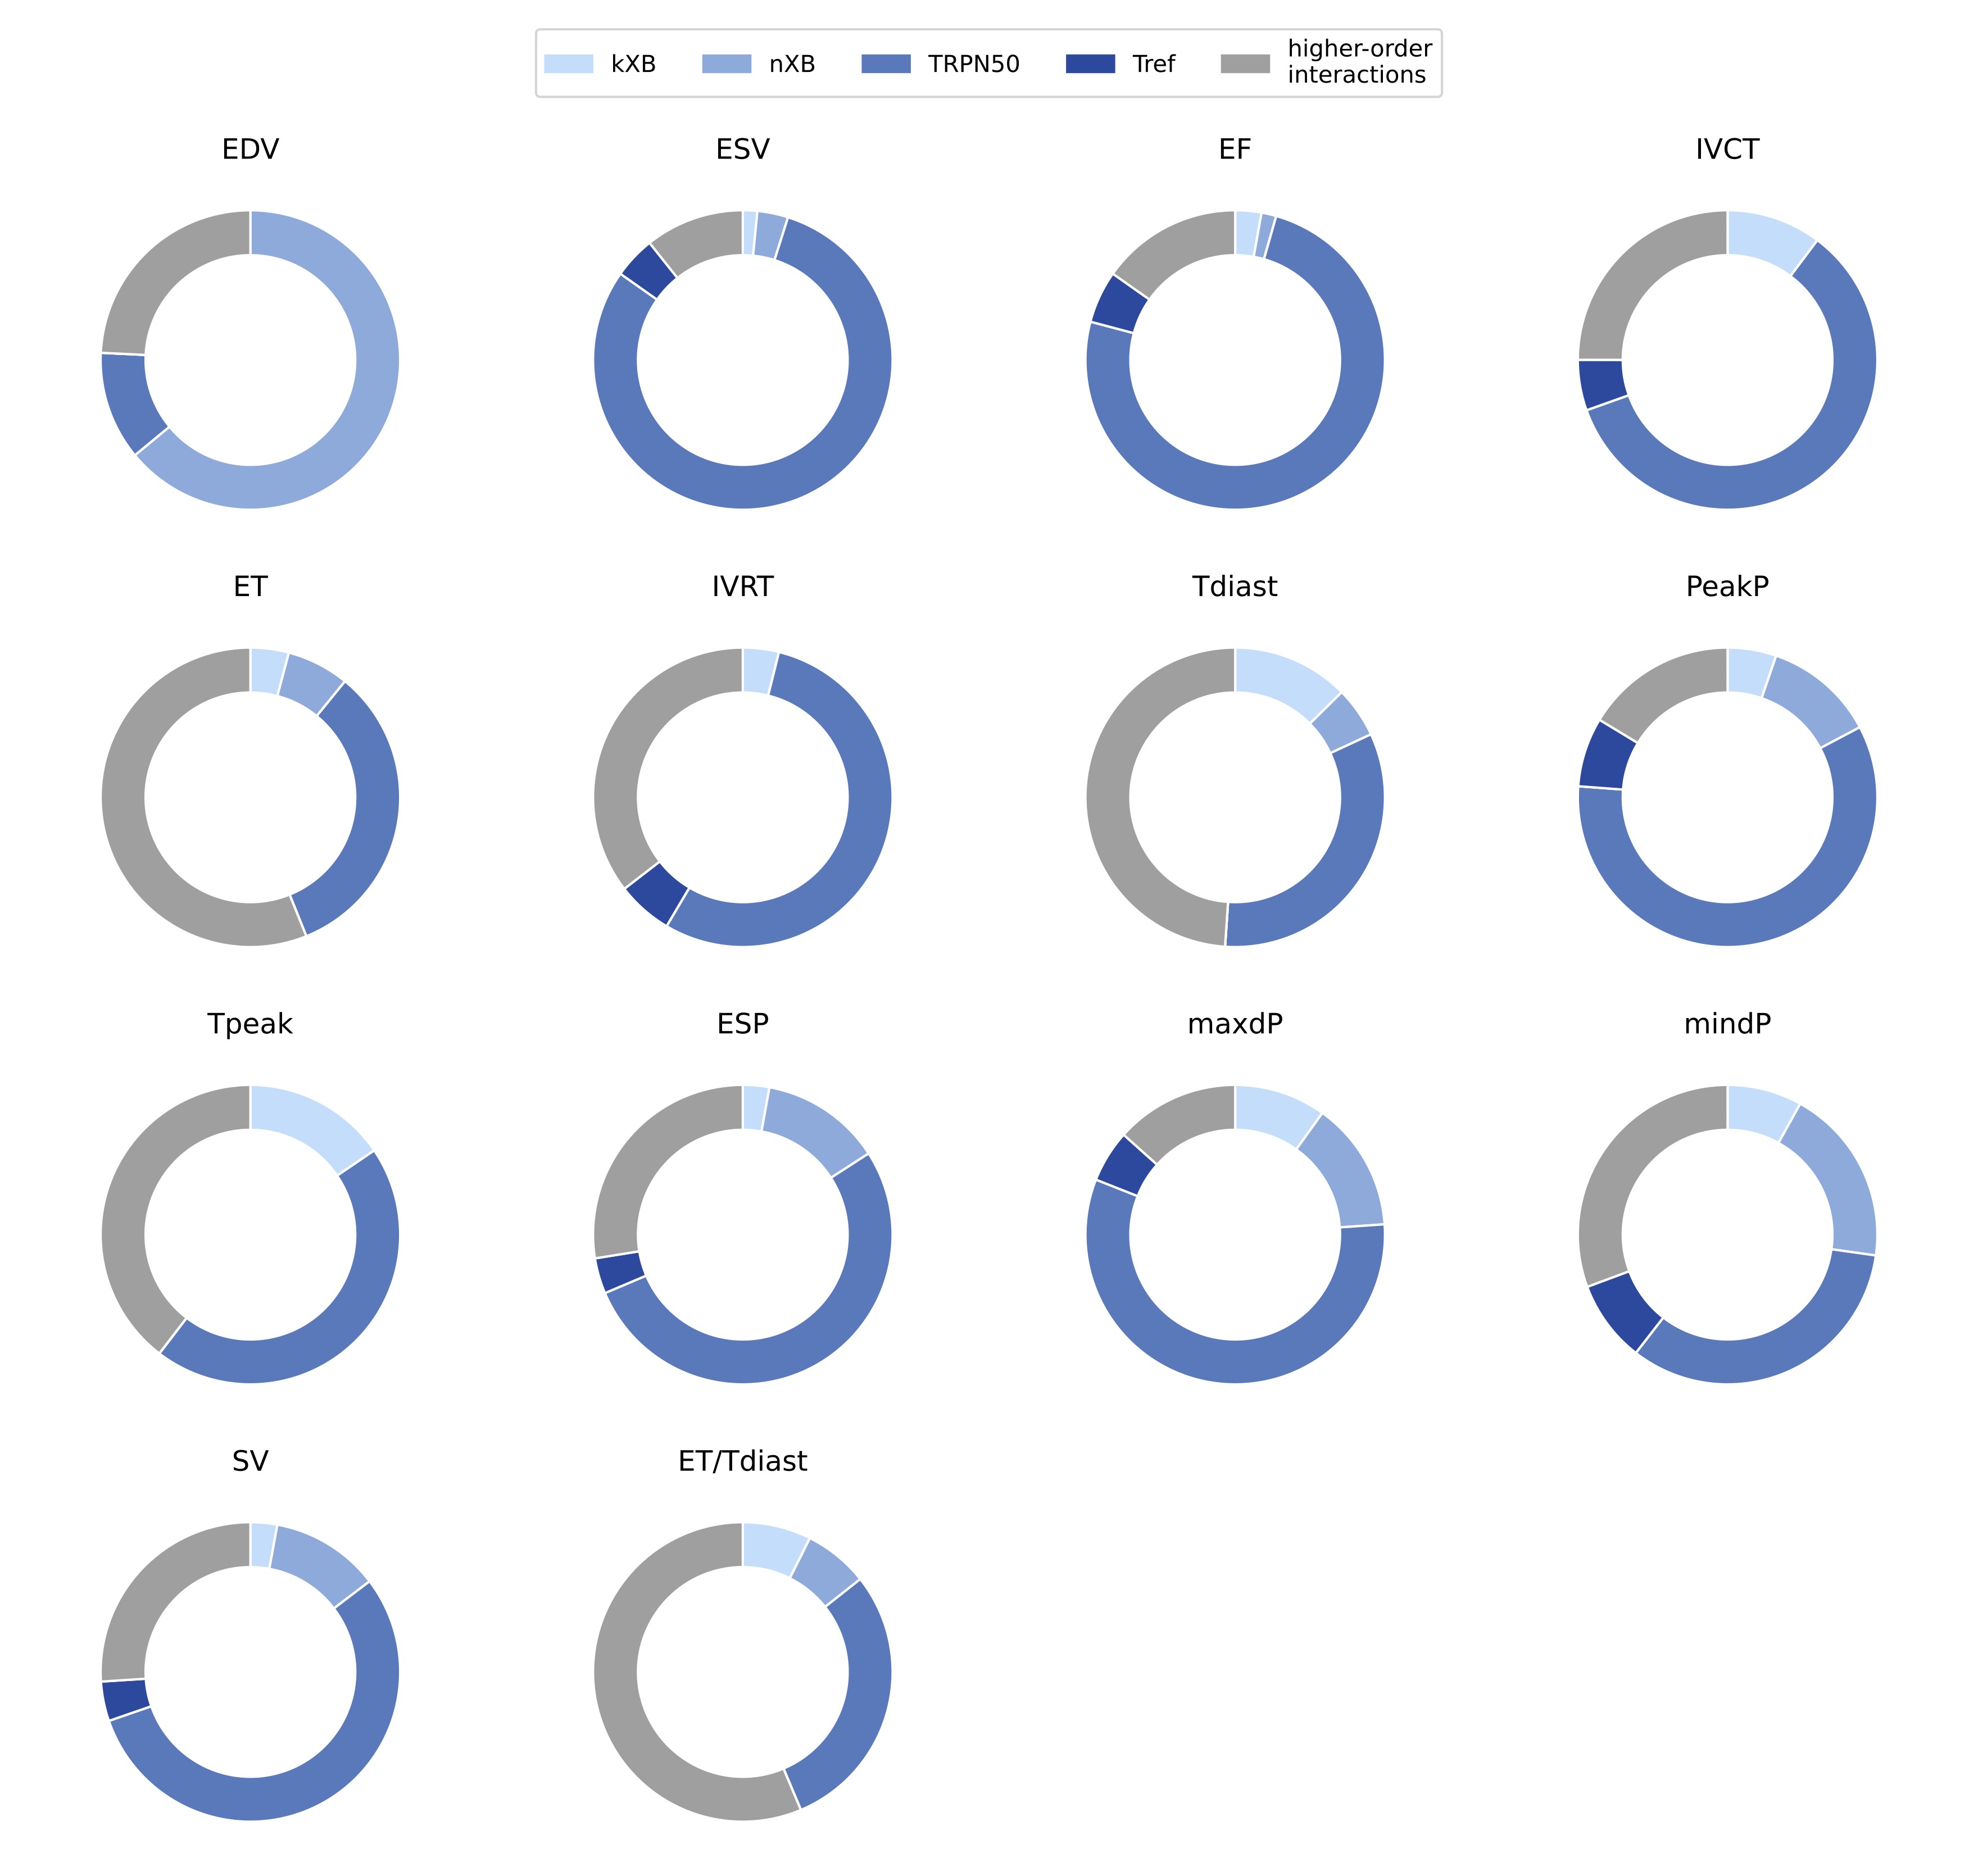 kXB
nXB
TRPN50
Tref
higher-order
interactions
EDV
ESV
EF
IVCT
ET
IVRT
Tdiast
PeakP
Tpeak
ESP
maxdP
mindP
SV
ET/Tdiast